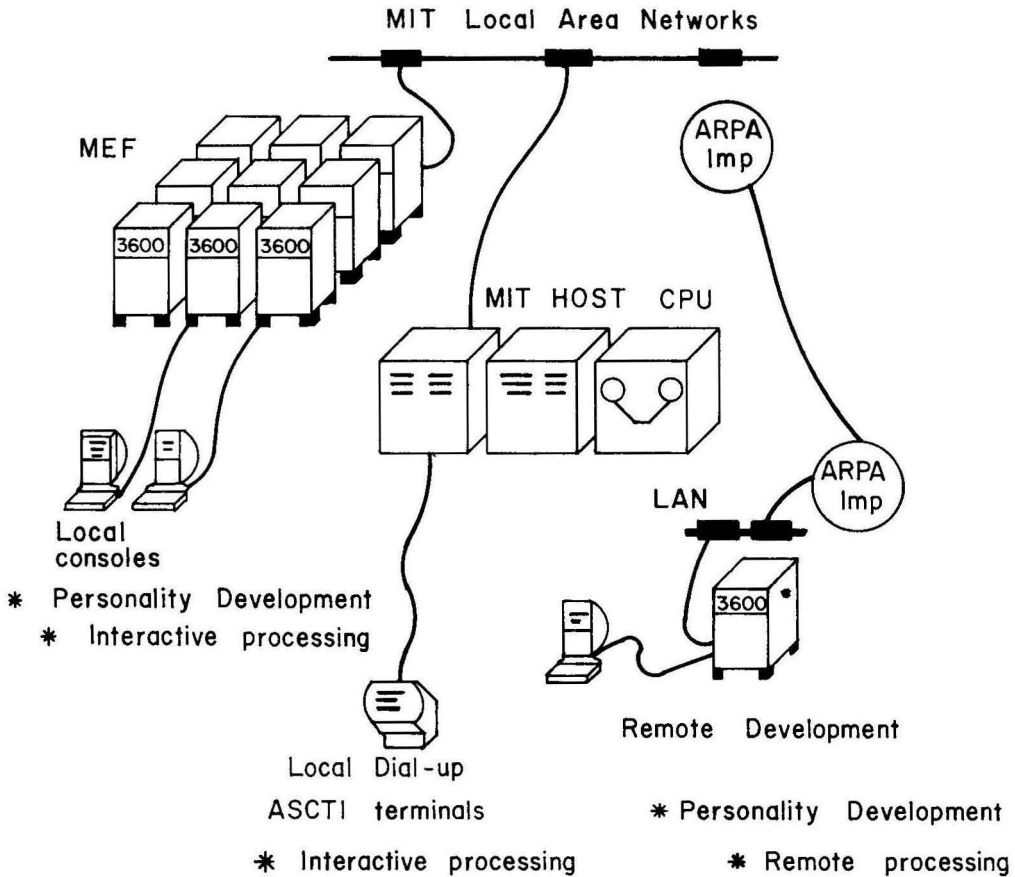 MIT Local Area Networks
MEF
ARPA
Imp
3600
3600
3600
MIT HOST CPU
ARPA
Imp
LAN
Local
consoles
* Personality Development
* Interactive processing
3600
Remote Development
Local Dial-up
ASCTI terminals
* Interactive processing
* Personality Development
* Remote processing